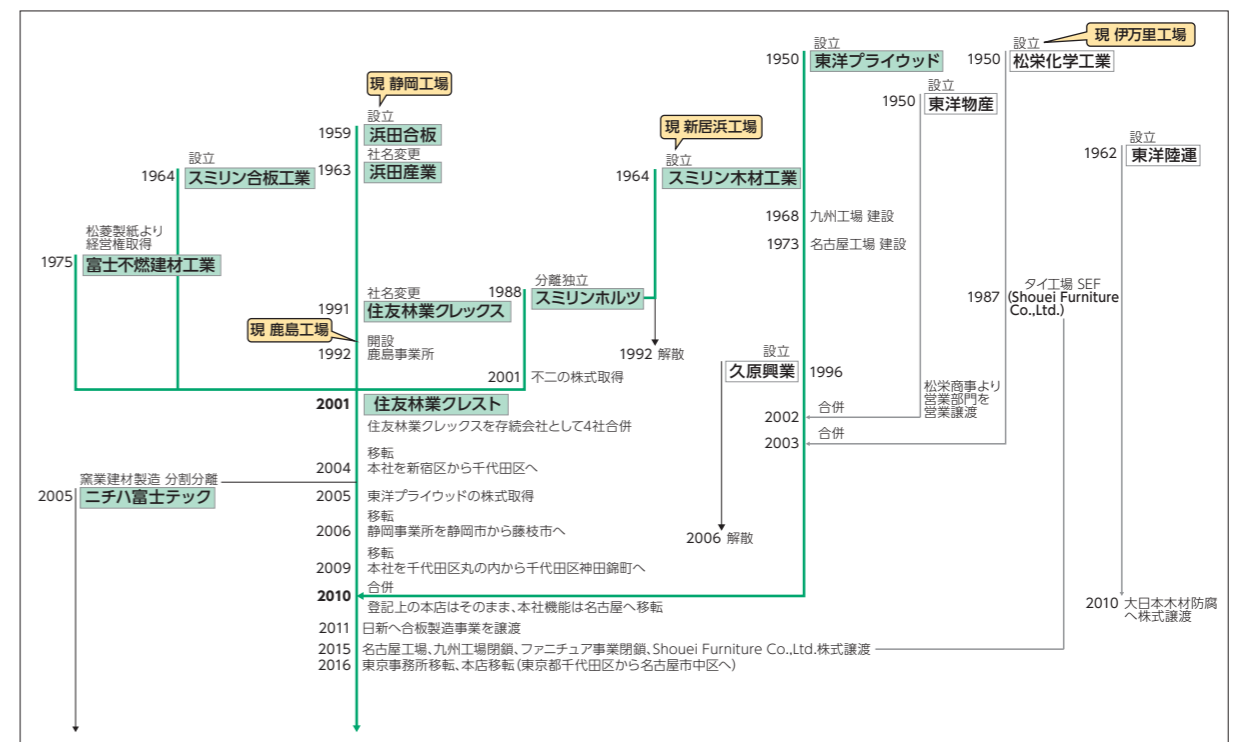 設立
1950 東洋プライウッド
設立
1950 松栄化学工業
現 伊万里工場
現 静岡工場
設立
1959 浜田合板
社名変更
1963 浜田産業
設立
1964 スミリン合板工業
現 新居浜工場
設立
1964 スミリン木材工業
設立
1950 東洋物産
設立
1962 東洋陸運
1968 九州工場 建設
1973 名古屋工場 建設
松菱製紙より
経営権取得
1975 富士不燃建材工業
分離独立
1988 スミリンホルツ
社名変更
1991 住友林業クレックス
タイ工場 SEF
1987 (Shouei Furniture
Co.,Ltd.)
現 鹿島工場
開設
1992 鹿島事業所
1992 解散
設立
久原興業 1996
2001 不二の株式取得
松栄商事より
営業部門を
営業譲渡
2001 住友林業クレスト
住友林業クレックスを存続会社として4社合併
合併
2002
合併
2003
移転
2004 本社を新宿区から千代田区へ
窯業建材製造 分割分離
2005 ニチハ富士テック
2005 東洋プライウッドの株式取得
移転
2006 静岡事業所を静岡市から藤枝市へ
2006 解散
移転
2009 本社を千代田区丸の内から千代田区神田錦町へ
合併
2010
登記上の本店はそのまま、本社機能は名古屋へ移転
2010 大日本木材防腐
へ株式譲渡
2011 日新へ合板製造事業を譲渡
2015 名古屋工場、九州工場閉鎖、ファニチュア事業閉鎖、Shouei Furniture Co.,Ltd.株式譲渡
2016 東京事務所移転、本店移転(東京都千代田区から名古屋市中区へ)